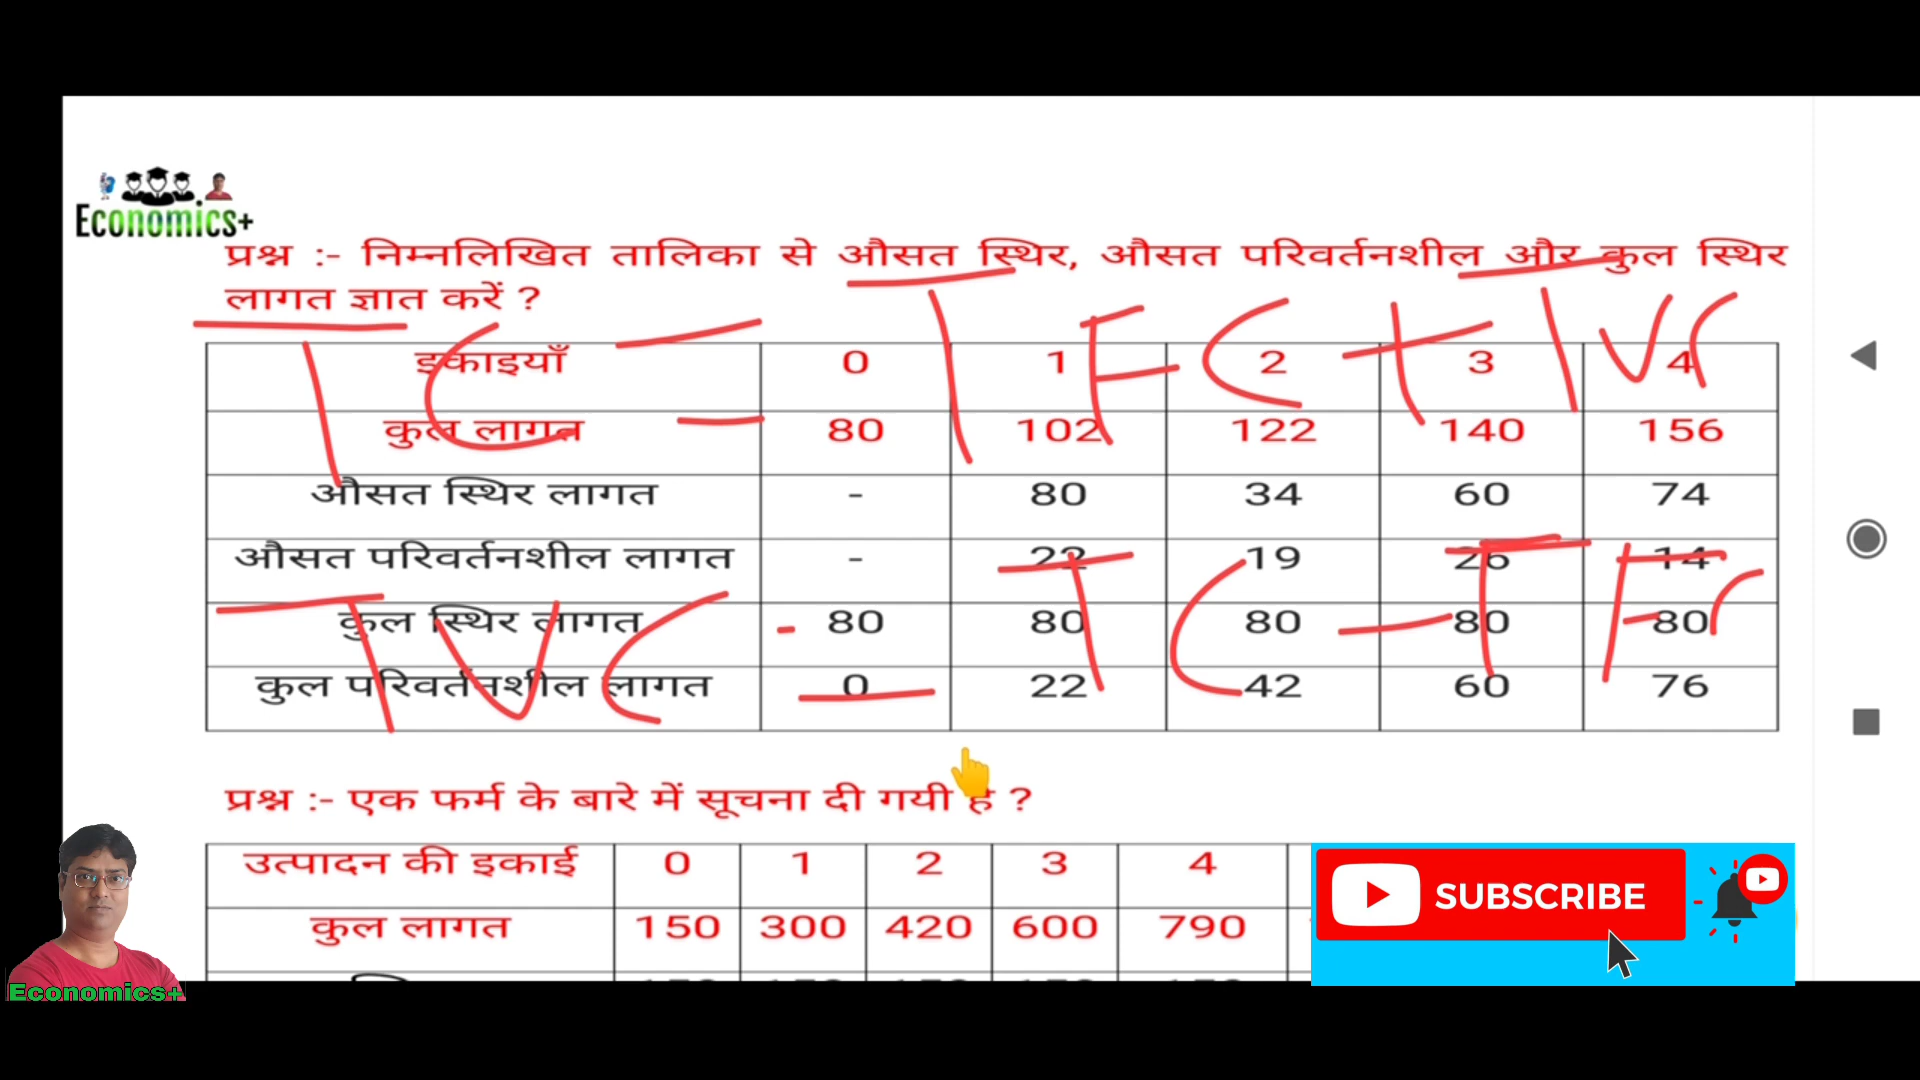 Economics+
प्रश्न :- निम्नलिखित तालिका से औसत स्थिर, औसत परिवर्तनशील और कुल स्थिर
लागत ज्ञात करें ?
TC = TFC + TVC
इकाइयाँ 0 1 2 3 4
कुल लागत 80 102 122 140 156
औसत स्थिर लागत - 80 34 60 74
औसत परिवर्तनशील लागत - 22 19 26 14
कुल स्थिर लागत 80 80 80 80 80
TVC = TC - TFC
कुल परिवर्तनशील लागत 0 22 42 60 76
प्रश्न :- एक फर्म के बारे में सूचना दी गयी है ?
उत्पादन की इकाई 0 1 2 3 4
कुल लागत 150 300 420 600 790
SUBSCRIBE
Economics+